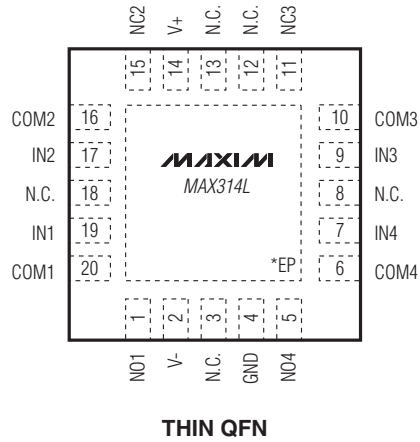 NC2 V+ N.C. N.C. NC3
15 14 13 12 11
COM2 16 10 COM3
IN2 17 MAXIM 9 IN3
N.C. 18 MAX314L 8 N.C.
IN1 19 7 IN4
COM1 20 *EP 6 COM4
1 2 3 4 5
NO1 V- N.C. GND NO4
THIN QFN